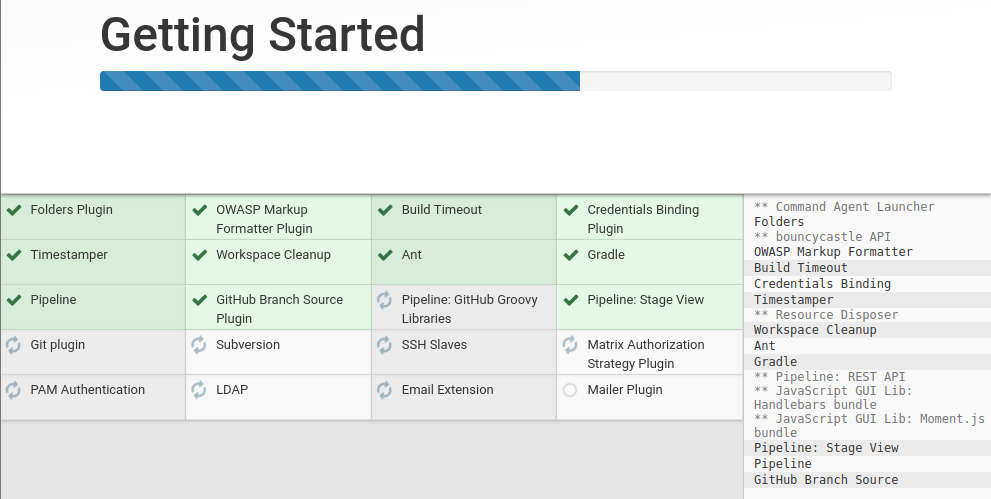 Getting Started
Folders Plugin
OWASP Markup
Formatter Plugin
Build Timeout
Credentials Binding
Plugin
Timestamper
Workspace Cleanup
Ant
Gradle
Pipeline
GitHub Branch Source
Plugin
Pipeline: GitHub Groovy
Libraries
Pipeline: Stage View
Git plugin
Subversion
SSH Slaves
Matrix Authorization
Strategy Plugin
PAM Authentication
LDAP
Email Extension
Mailer Plugin
** Command Agent Launcher
Folders
** bouncycastle API
OWASP Markup Formatter
Build Timeout
Credentials Binding
Timestamper
** Resource Disposer
Workspace Cleanup
Ant
Gradle
** Pipeline: REST API
** JavaScript GUI Lib:
Handlebars bundle
** JavaScript GUI Lib: Moment.js
bundle
Pipeline: Stage View
Pipeline
GitHub Branch Source